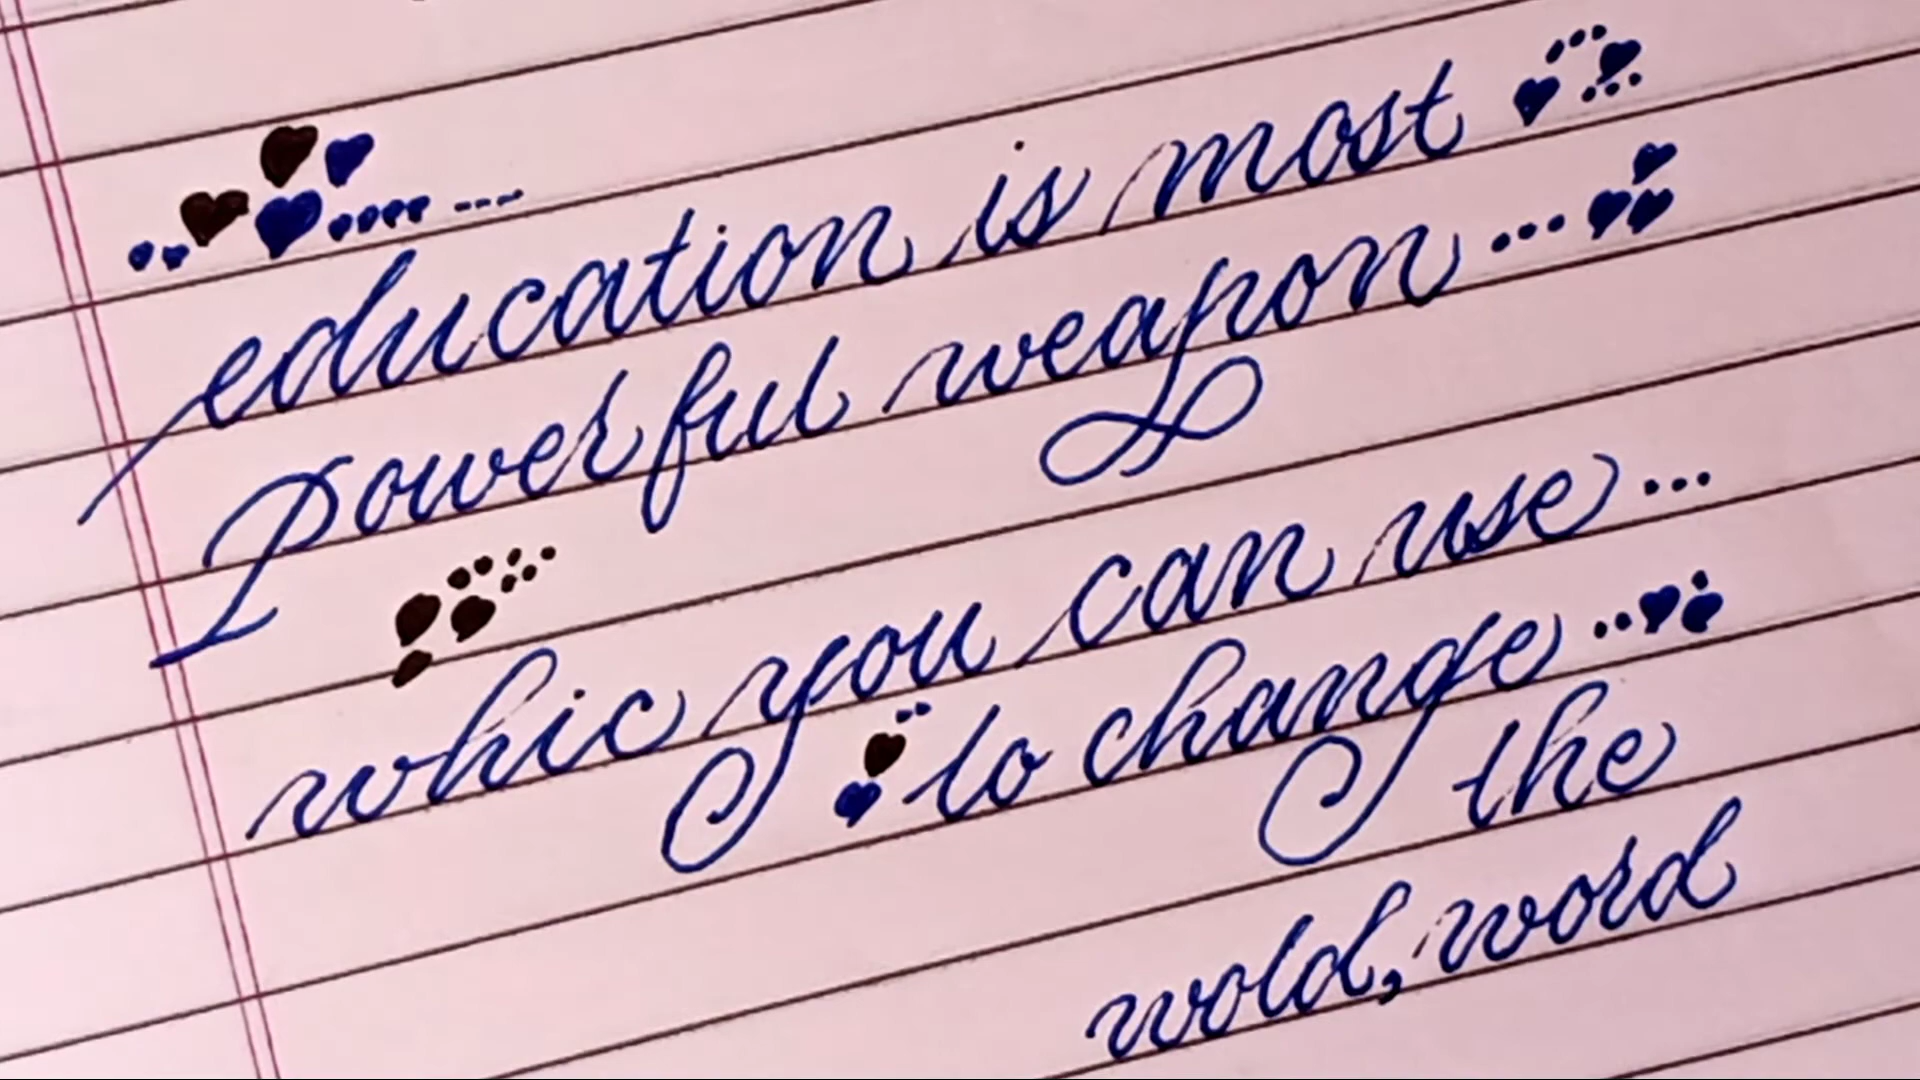 education is most
Powerful weapon...
whic you can use...
to change..
the
wold, word